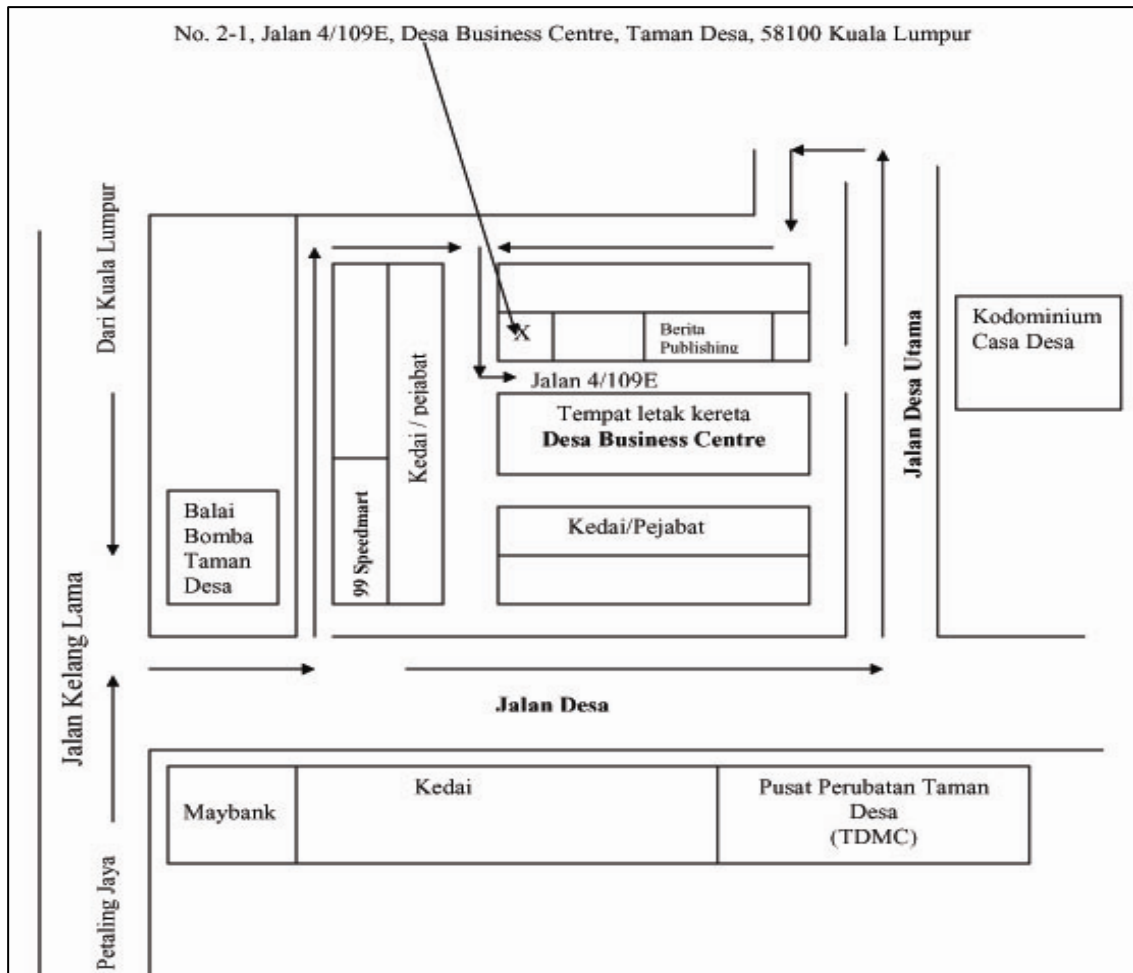 No. 2-1, Jalan 4/109E, Desa Business Centre, Taman Desa, 58100 Kuala Lumpur
Dari Kuala Lumpur
Kodominium
Casa Desa
X
Berita
Publishing
Jalan 4/109E
Jalan Desa Utama
Kedai / pejabat
Tempat letak kereta
Desa Business Centre
Balai
Bomba
Taman
Desa
99 Speedmart
Kedai/Pejabat
Jalan Kelang Lama
Jalan Desa
Maybank
Kedai
Pusat Perubatan Taman
Desa
(TDMC)
Petaling Jaya